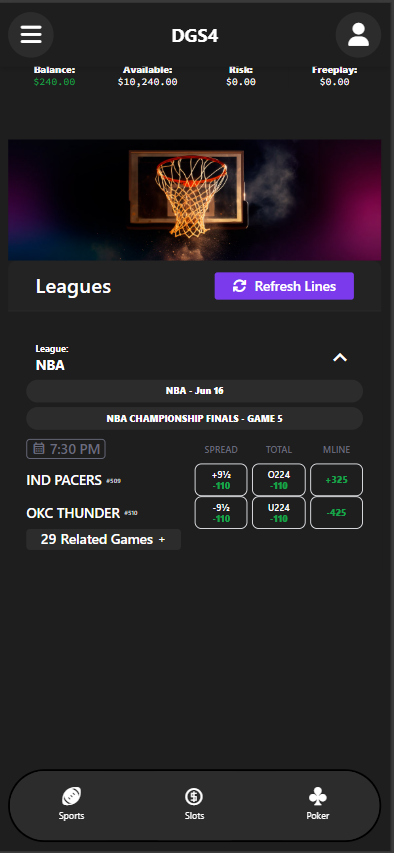 DGS4
Balance: Available: Risk: Freeplay:
$240.00 $10,240.00 $0.00 $0.00
Leagues Refresh Lines
League:
NBA
NBA - Jun 16
NBA CHAMPIONSHIP FINALS - GAME 5
7:30 PM SPREAD TOTAL MLINE
IND PACERS #509 +9½ -110 O224 -110 +325
OKC THUNDER #510 -9½ -110 U224 -110 -425
29 Related Games +
Sports Slots Poker